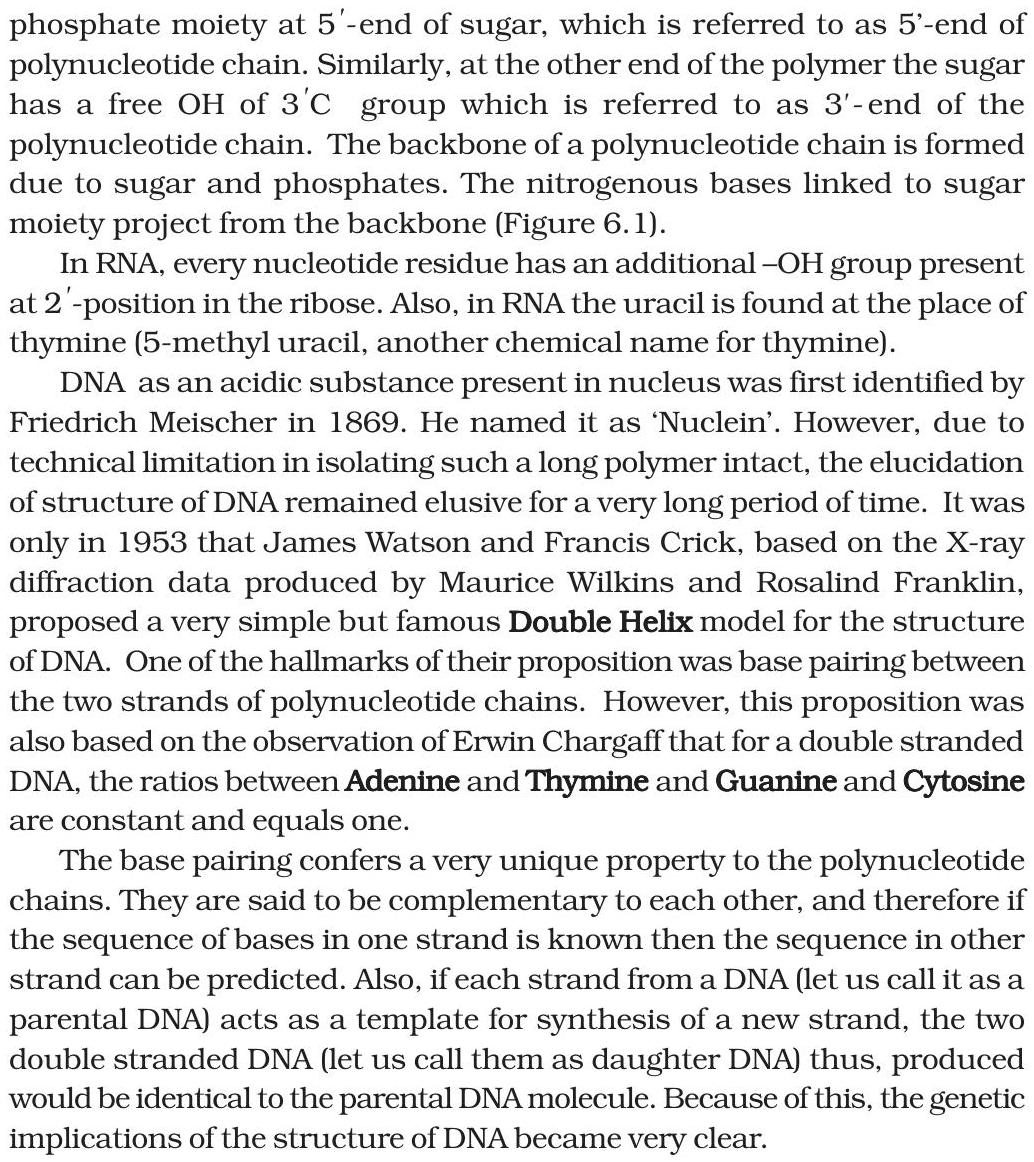 phosphate moiety at 5′-end of sugar, which is referred to as 5’-end of
polynucleotide chain. Similarly, at the other end of the polymer the sugar
has a free OH of 3′C group which is referred to as 3′-end of the
polynucleotide chain. The backbone of a polynucleotide chain is formed
due to sugar and phosphates. The nitrogenous bases linked to sugar
moiety project from the backbone (Figure 6.1).
In RNA, every nucleotide residue has an additional –OH group present
at 2′-position in the ribose. Also, in RNA the uracil is found at the place of
thymine (5-methyl uracil, another chemical name for thymine).
DNA as an acidic substance present in nucleus was first identified by
Friedrich Meischer in 1869. He named it as ‘Nuclein’. However, due to
technical limitation in isolating such a long polymer intact, the elucidation
of structure of DNA remained elusive for a very long period of time. It was
only in 1953 that James Watson and Francis Crick, based on the X-ray
diffraction data produced by Maurice Wilkins and Rosalind Franklin,
proposed a very simple but famous Double Helix model for the structure
of DNA. One of the hallmarks of their proposition was base pairing between
the two strands of polynucleotide chains. However, this proposition was
also based on the observation of Erwin Chargaff that for a double stranded
DNA, the ratios between Adenine and Thymine and Guanine and Cytosine
are constant and equals one.
The base pairing confers a very unique property to the polynucleotide
chains. They are said to be complementary to each other, and therefore if
the sequence of bases in one strand is known then the sequence in other
strand can be predicted. Also, if each strand from a DNA (let us call it as a
parental DNA) acts as a template for synthesis of a new strand, the two
double stranded DNA (let us call them as daughter DNA) thus, produced
would be identical to the parental DNA molecule. Because of this, the genetic
implications of the structure of DNA became very clear.